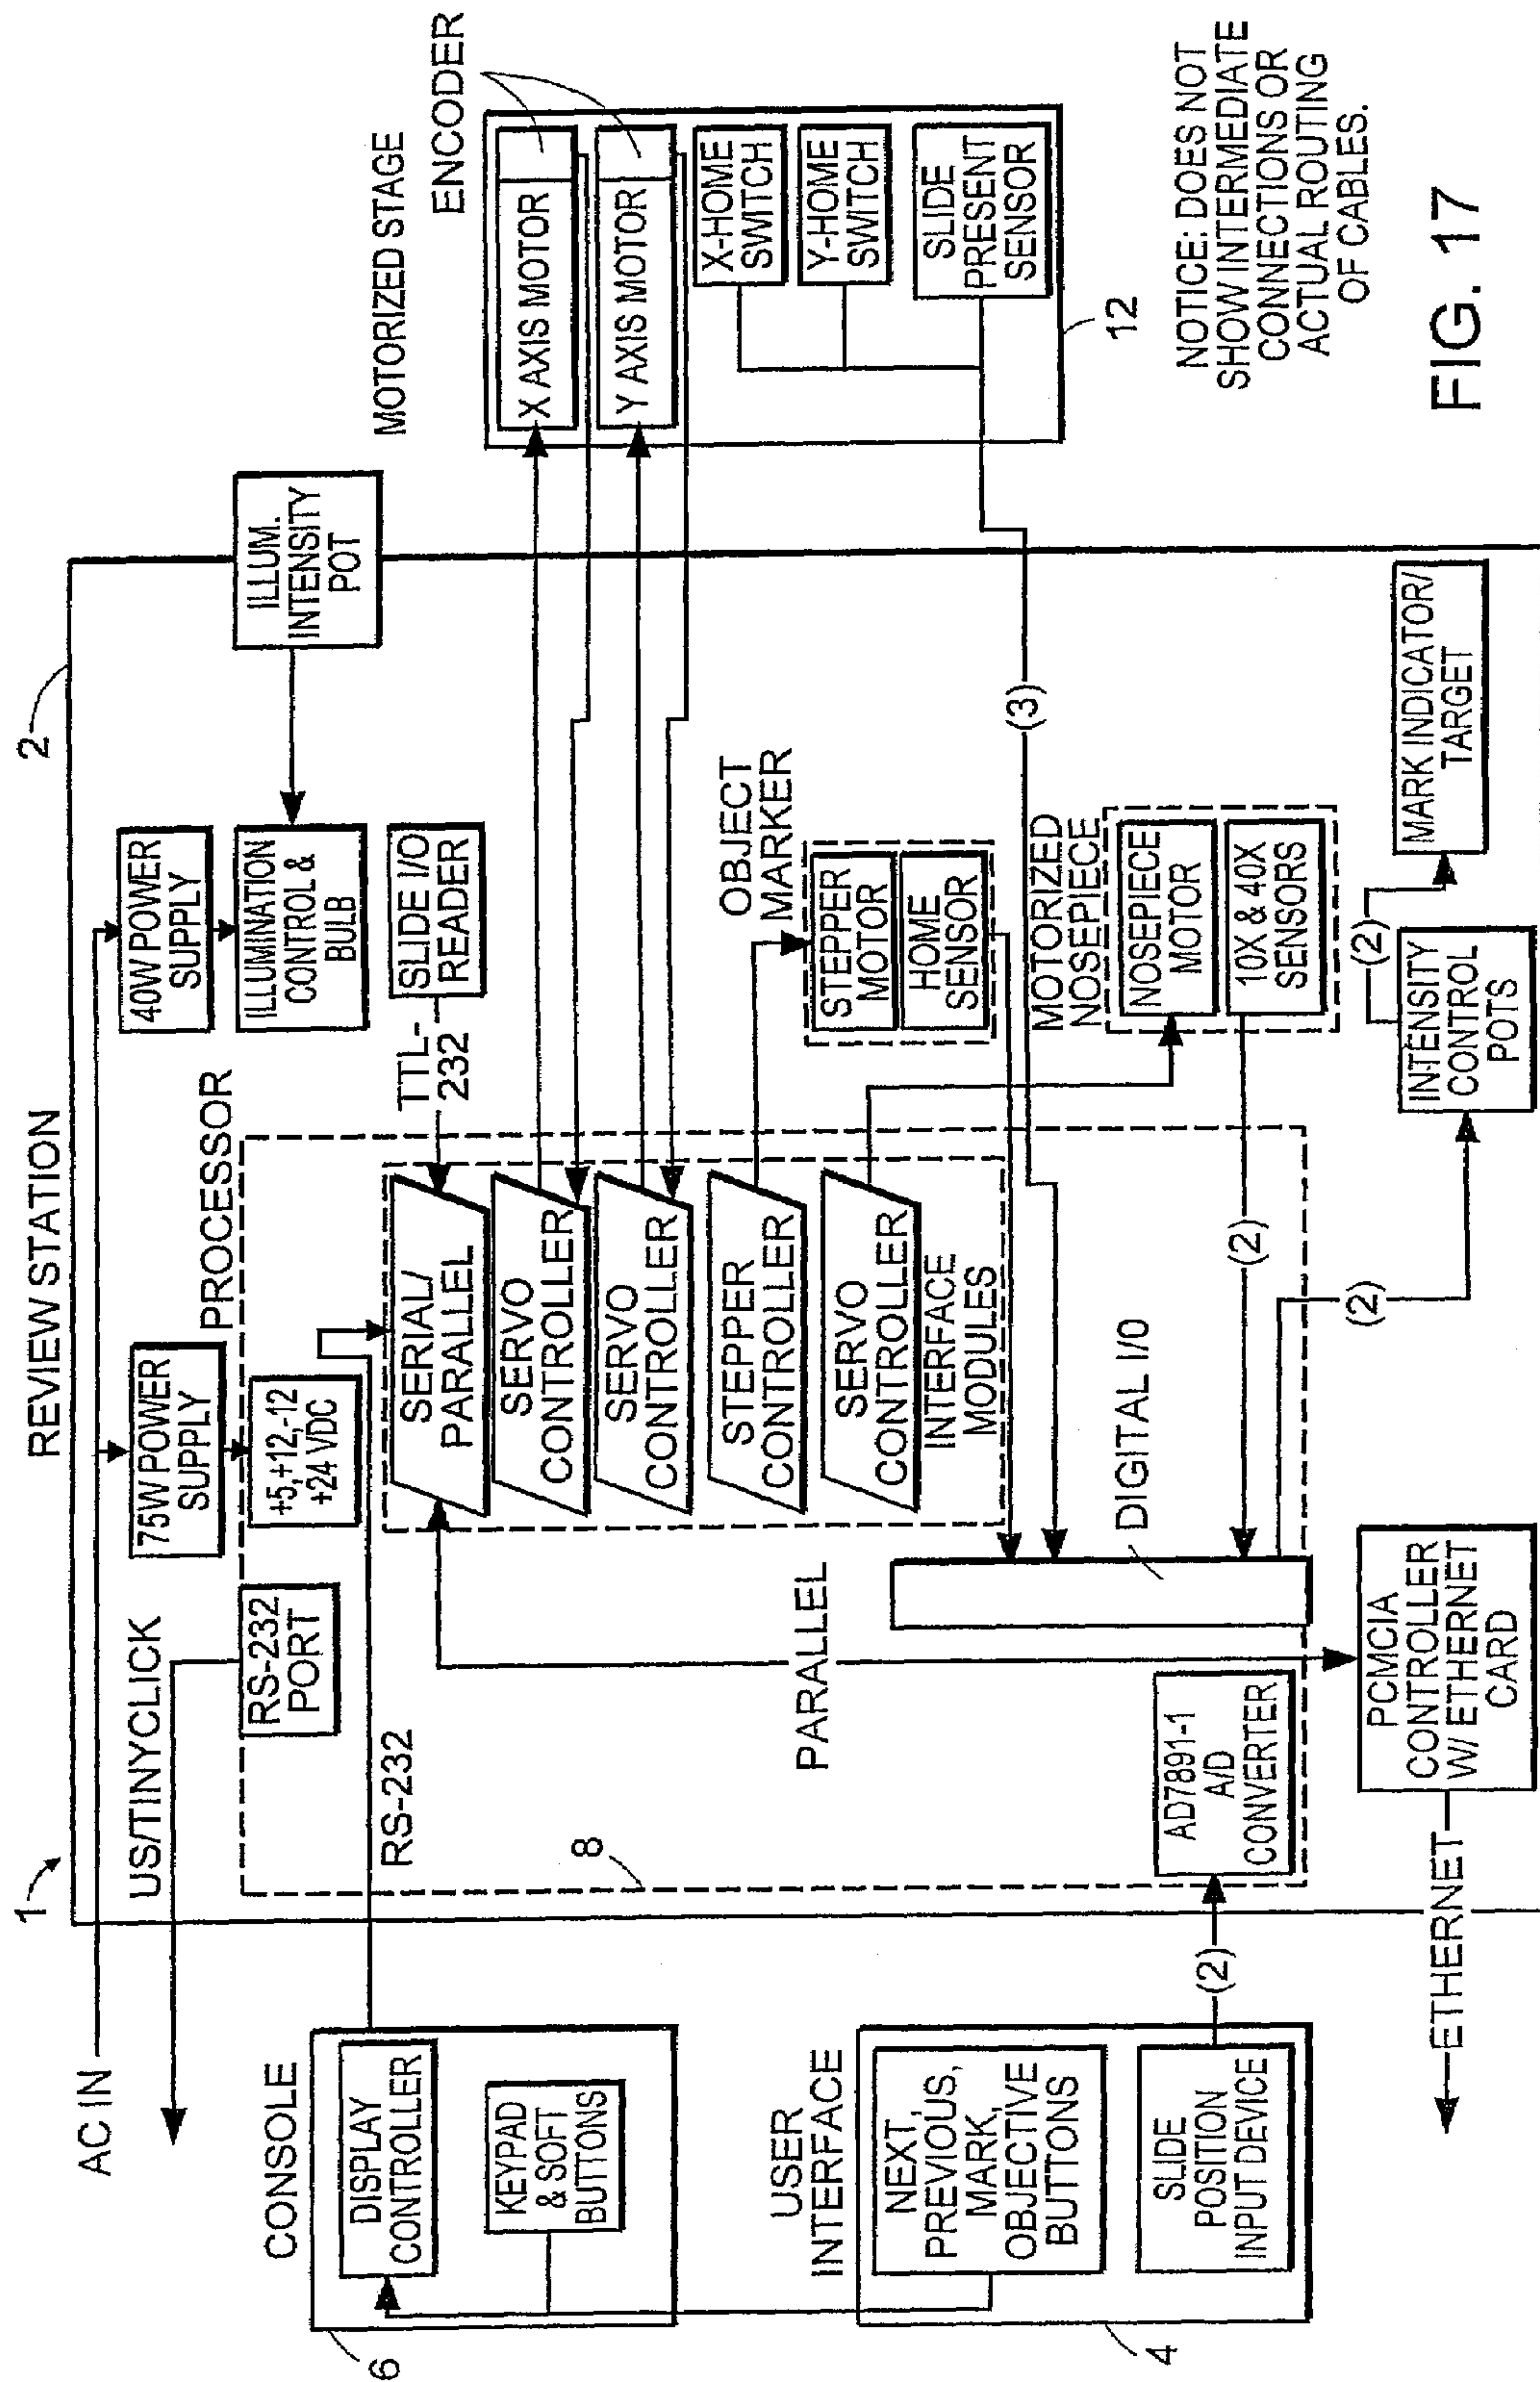 REVIEW STATION
1
2
AC IN
US/TINYCLICK
75W POWER
SUPPLY
40W POWER
SUPPLY
ILLUMINATION
CONTROL &
BULB
ILLUM.
INTENSITY
POT
RS-232
PORT
PROCESSOR
+5,+12,-12
+24 VDC
RS-232
TTL-
232
SLIDE I/O
READER
SERIAL/
PARALLEL
SERVO
CONTROLLER
SERVO
CONTROLLER
STEPPER
CONTROLLER
SERVO
CONTROLLER
INTERFACE
MODULES
PARALLEL
8
DIGITAL I/0
AD7891-1
A/D
CONVERTER
PCMCIA
CONTROLLER
W/ ETHERNET
CARD
ETHERNET
CONSOLE
DISPLAY
CONTROLLER
KEYPAD
& SOFT
BUTTONS
6
USER
INTERFACE
NEXT,
PREVIOUS,
MARK,
OBJECTIVE
BUTTONS
SLIDE
POSITION
INPUT DEVICE
4
(2)
OBJECT
MARKER
STEPPER
MOTOR
HOME
SENSOR
(3)
MOTORIZED
NOSEPIECE
NOSEPIECE
MOTOR
10X & 40X
SENSORS
(2)
(2)
INTENSITY
CONTROL
POTS
(2)
MARK INDICATOR/
TARGET
MOTORIZED STAGE
ENCODER
X AXIS MOTOR
Y AXIS MOTOR
X-HOME
SWITCH
Y-HOME
SWITCH
SLIDE
PRESENT
SENSOR
12
NOTICE: DOES NOT
SHOW INTERMEDIATE
CONNECTIONS OR
ACTUAL ROUTING
OF CABLES.
FIG. 17